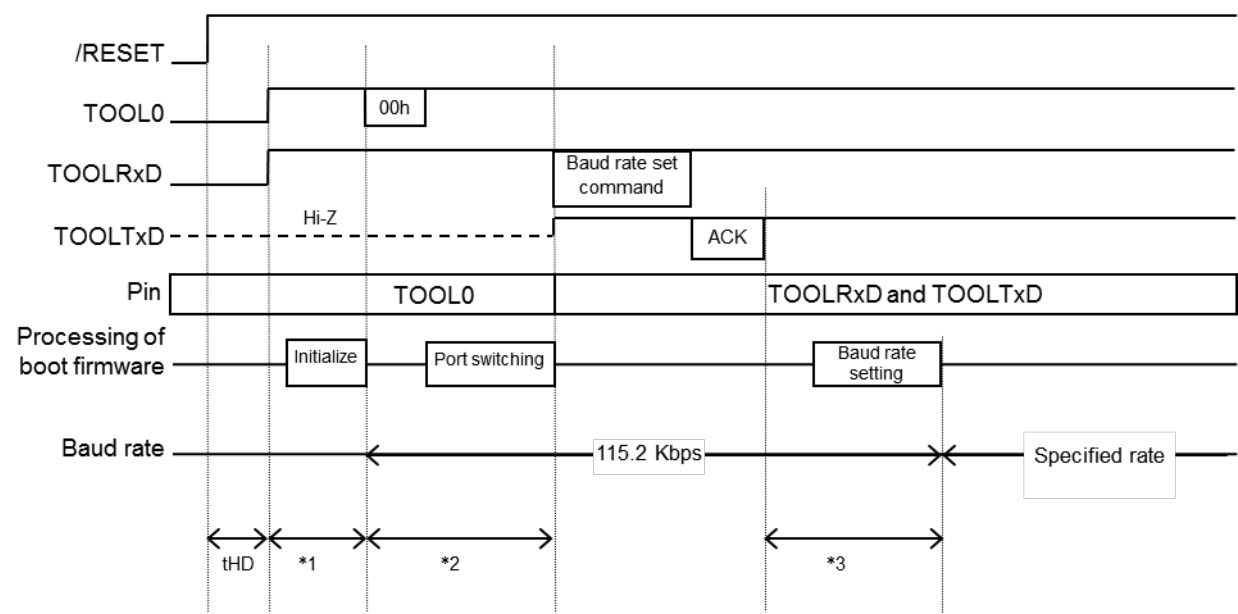 /RESET
TOOL0
00h
TOOLRxD
Baud rate set
command
Hi-Z
TOOLTxD
ACK
Pin
TOOL0
TOOLRxD and TOOLTxD
Processing of
boot firmware
Initialize
Port switching
Baud rate
setting
Baud rate
115.2 Kbps
Specified rate
tHD
*1
*2
*3